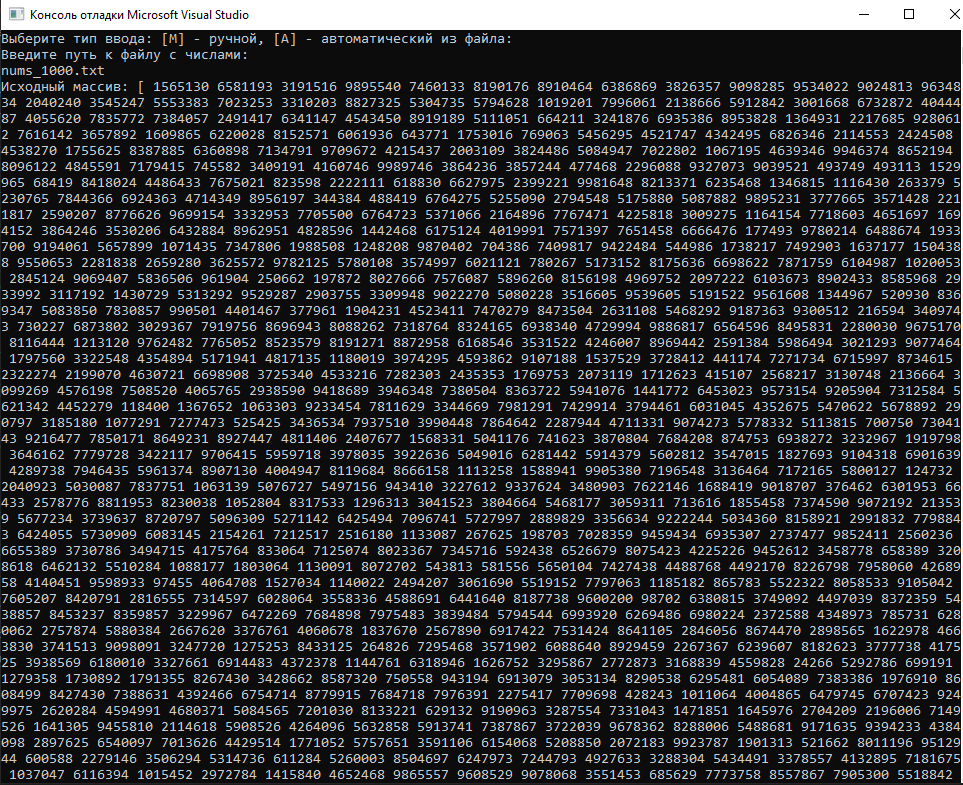 Консоль отладки Microsoft Visual Studio
Выберите тип ввода: [M] - ручной, [A] - автоматический из файла:
Введите путь к файлу с числами:
nums_1000.txt
Исходный массив: [ 1565130 6581193 3191516 9895540 7460133 8190176 8910464 6386869 3826357 9098285 9534022 9024813 96348
34 2040240 3545247 5553383 7023253 3310203 8827325 5304735 5794628 1019201 7996061 2138666 5912842 3001668 6732872 40444
87 4055620 7835772 7384057 2491417 6341147 4543450 8919189 5111051 664211 3241876 6935386 8953828 1364931 2217685 928061
2 7616142 3657892 1609865 6220028 8152571 6061936 643771 1753016 769063 5456295 4521747 4342495 6826346 2114553 2424508
4538270 1755625 8387885 6360898 7134791 9709672 4215437 2003109 3824486 5084947 7022802 1067195 4639346 9946374 8652194
8096122 4845591 7179415 745582 3409191 4160746 9989746 3864236 3857244 477468 2296088 9327073 9039521 493749 493113 1529
965 68419 8418024 4486433 7675021 823598 2222111 618830 6627975 2399221 9981648 8213371 6235468 1346815 1116430 263379 5
230765 7844366 6924363 4714349 8956197 344384 488419 6764275 5255090 2794548 5175880 5087882 9895231 3777665 3571428 221
1817 2590207 8776626 9699154 3332953 7705500 6764723 5371066 2164896 7767471 4225818 3009275 1164154 7718603 4651697 169
4152 3864246 3530206 6432884 8962951 4828596 1442468 6175124 4019991 7571397 7651458 6666476 177493 9780214 6488674 1933
700 9194061 5657899 1071435 7347806 1988508 1248208 9870402 704386 7409817 9422484 544986 1738217 7492903 1637177 150438
8 9550653 2281838 2659280 3625572 9782125 5780108 3574997 6021121 780267 5173152 8175636 6698622 7871759 6104987 1020053
2845124 9069407 5836506 961904 250662 197872 8027666 7576087 5896260 8156198 4969752 2097222 6103673 8902433 8585968 29
33992 3117192 1430729 5313292 9529287 2903755 3309948 9022270 5080228 3516605 9539605 5191522 9561608 1344967 520930 836
9347 5083850 7830857 990501 4401467 377961 1904231 4523411 7470279 8473504 2631108 5468292 9187363 9300512 216594 340974
3 730227 6873802 3029367 7919756 8696943 8088262 7318764 8324165 6938340 4729994 9886817 6564596 8495831 2280030 9675170
8116444 1213120 9762482 7765052 8523579 8191271 8872958 6168546 3531522 4246007 8969442 2591384 5986494 3021293 9077464
1797560 3322548 4354894 5171941 4817135 1180019 3974295 4593862 9107188 1537529 3728412 441174 7271734 6715997 8734615
2322274 2199070 4630721 6698908 3725340 4533216 7282303 2435353 1769753 2073119 1712623 415107 2568217 3130748 2136664 3
099269 4576198 7508520 4065765 2938590 9418689 3946348 7380504 8363722 5941076 1441772 6453023 9573154 9205904 7312584 5
621342 4452279 118400 1367652 1063303 9233454 7811629 3344669 7981291 7429914 3794461 6031045 4352675 5470622 5678892 29
0797 3185180 1077291 7277473 525425 3436534 7937510 3990448 7864642 2287944 4711331 9074273 5778332 5113815 700750 73041
43 9216477 7850171 8649231 8927447 4811406 2407677 1568331 5041176 741623 3870804 7684208 874753 6938272 3232967 1919798
3646162 7779728 3422117 9706415 5959718 3978035 3922636 5049016 6281442 5914379 5602812 3547015 1827693 9104318 6901639
4289738 7946435 5961374 8907130 4004947 8119684 8666158 1113258 1588941 9905380 7196548 3136464 7172165 5800127 124732
2040923 5030087 7837751 1063139 5076727 5497156 943410 3227612 9337624 3480903 7622146 1688419 9018707 376462 6301953 66
433 2578776 8811953 8230038 1052804 8317533 1296313 3041523 3804664 5468177 3059311 713616 1855458 7374590 9072192 21353
9 5677234 3739637 8720797 5096309 5271142 6425494 7096741 5727997 2889829 3356634 9222244 5034360 8158921 2991832 779884
3 6424055 5730909 6083145 2154261 7212517 2516180 1133087 267625 198703 7028359 9459434 6935307 2737477 9852411 2560236
6655389 3730786 3494715 4175764 833064 7125074 8023367 7345716 592438 6526679 8075423 4225226 9452612 3458778 658389 320
8618 6462132 5510284 1088177 1803064 1130091 8072702 543813 581556 5650104 7427438 4488768 4492170 8226798 7958060 42689
58 4140451 9598933 97455 4064708 1527034 1140022 2494207 3061690 5519152 7797063 1185182 865783 5522322 8058533 9105042
7605207 8420791 2816555 7314597 6028064 3558336 4588691 6441640 8187738 9600200 98702 6380815 3749092 4497039 8372359 54
38857 8453237 8359857 3229967 6472269 7684898 7975483 3839484 5794544 6993920 6269486 6980224 2372588 4348973 785731 628
0062 2757874 5880384 2667620 3376761 4060678 1837670 2567890 6917422 7531424 8641105 2846056 8674470 2898565 1622978 466
3830 3741513 9098091 3247720 1275253 8433125 264826 7295468 3571902 6088640 8929459 2267367 6239607 8182623 3777738 4175
25 3938569 6180010 3327661 6914483 4372378 1144761 6318946 1626752 3295867 2772873 3168839 4559828 24266 5292786 699191
1279358 1730892 1791355 8267430 3428662 8587320 750558 943194 6913079 3053134 8290538 6295481 6054089 7383386 1976910 86
08499 8427430 7388631 4392466 6754714 8779915 7684718 7976391 2275417 7709698 428243 1011064 4004865 6479745 6707423 924
9975 2620284 4594991 4680371 5084565 7201030 8133221 629132 9190963 3287554 7331043 1471851 1645976 2704209 2196006 7149
526 1641305 9455810 2114618 5908526 4264096 5632858 5913741 7387867 3722039 9678362 8288006 5488681 9171635 9394233 4384
098 2897625 6540097 7013626 4429514 1771052 5757651 3591106 6154068 5208850 2072183 9923787 1901313 521662 8011196 95129
44 600588 2279146 3506294 5314736 611284 5260003 8504697 6247973 7244793 4927633 3288304 5434491 3378557 4132895 7181675
1037047 6116394 1015452 2972784 1415840 4652468 9865557 9608529 9078068 3551453 685629 7773758 8557867 7905300 5518842